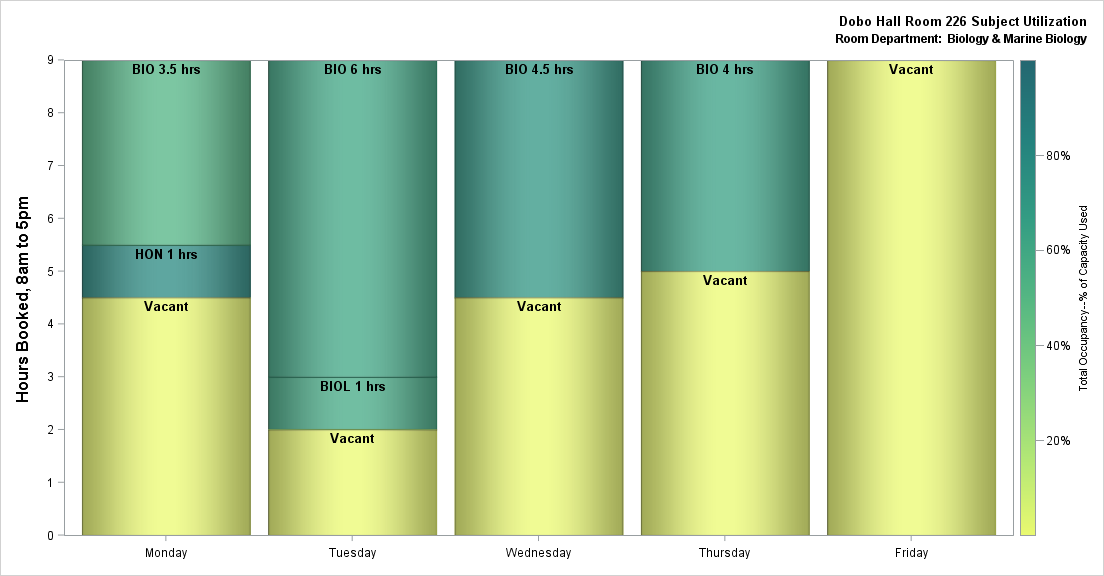 Dobo Hall Room 226 Subject Utilization
Room Department: Biology & Marine Biology
Hours Booked, 8am to 5pm
9
8
7
6
5
4
3
2
1
0
BIO 3.5 hrs
HON 1 hrs
Vacant
BIO 6 hrs
BIOL 1 hrs
Vacant
BIO 4.5 hrs
Vacant
BIO 4 hrs
Vacant
Vacant
Monday
Tuesday
Wednesday
Thursday
Friday
80%
60%
40%
20%
Total Occupancy--% of Capacity Used